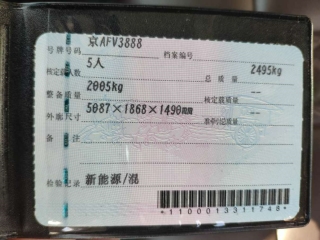 号牌号码 京AFV3888 档案编号
核定载人数 5人 总质量 2495kg
整备质量 2005kg 核定载质量 --
外廓尺寸 5087×1868×1490mm 准牵引总质量 --
备注
检验记录 新能源/混
*1100013311748*